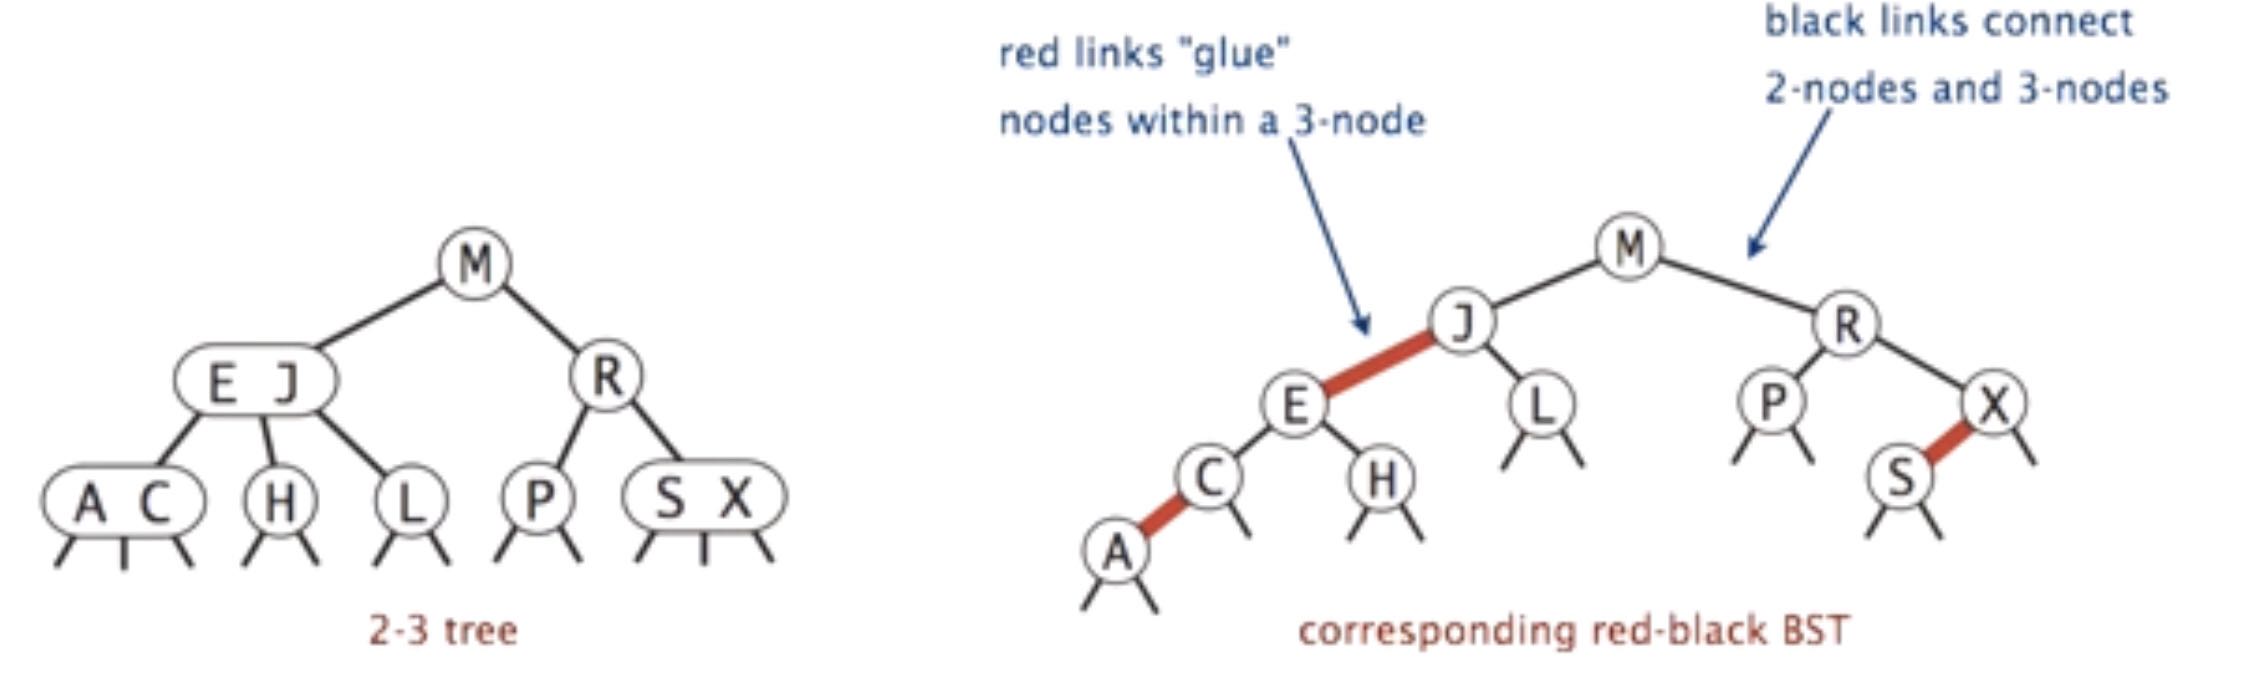 red links "glue"
nodes within a 3-node
black links connect
2-nodes and 3-nodes
M
E J
R
A C
H
L
P
S X
2-3 tree
M
J
R
E
L
P
X
C
H
S
A
corresponding red-black BST